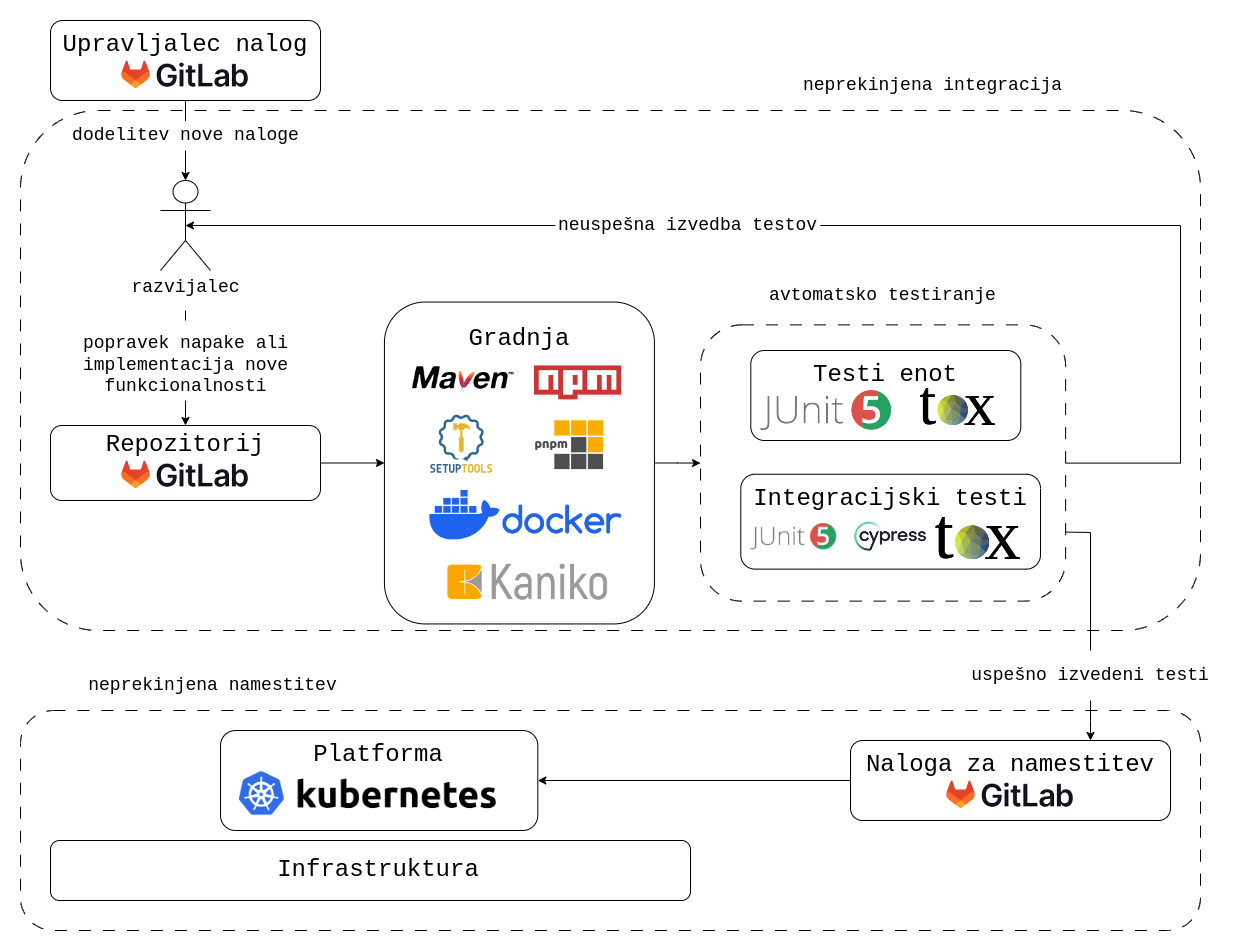 Upravljalec nalog
GitLab
neprekinjena integracija
dodelitev nove naloge
neuspešna izvedba testov
razvijalec
popravek napake ali
implementacija nove
funkcionalnosti
Repozitorij
GitLab
Gradnja
Maven™
npm
SETUPTOOLS
pnpm
docker
Kaniko
avtomatsko testiranje
Testi enot
JUnit 5
tox
Integracijski testi
JUnit 5
cypress
tox
uspešno izvedeni testi
neprekinjena namestitev
Platforma
kubernetes
Naloga za namestitev
GitLab
Infrastruktura